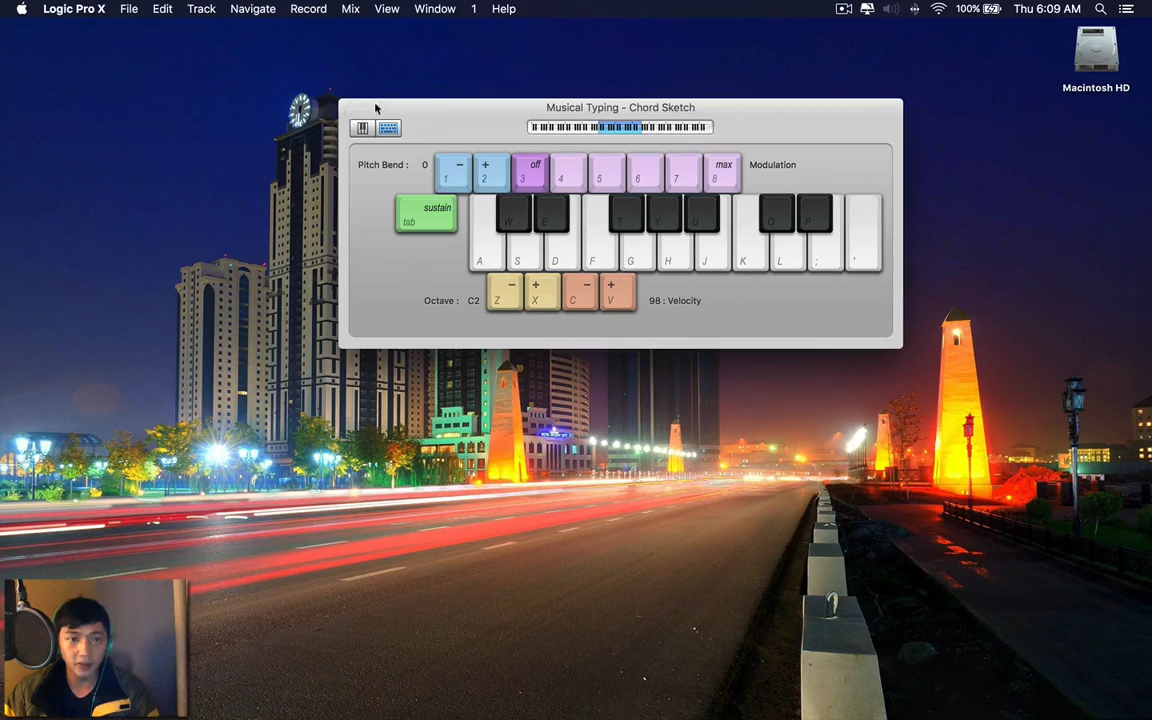 Logic Pro X File Edit Track Navigate Record Mix View Window 1 Help 100% Thu 6:09 AM
Macintosh HD
Musical Typing - Chord Sketch
Pitch Bend : 0 − + off max Modulation
1 2 3 4 5 6 7 8
sustain
tab W E T Y U O P
A S D F G H J K L ; '
− + − +
Octave : C2 Z X C V 98 : Velocity